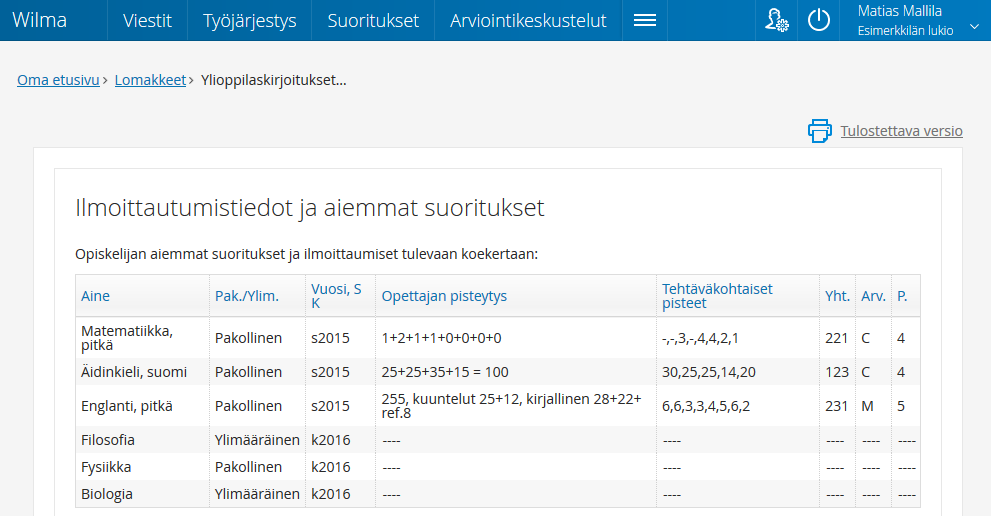 Wilma Viestit Työjärjestys Suoritukset Arviointikeskustelut Matias Mallila
Esimerkkilän lukio
Oma etusivu › Lomakkeet › Ylioppilaskirjoitukset...
Tulostettava versio
Ilmoittautumistiedot ja aiemmat suoritukset
Opiskelijan aiemmat suoritukset ja ilmoittaumiset tulevaan koekertaan:
Aine Pak./Ylim. Vuosi, S K Opettajan pisteytys Tehtäväkohtaiset pisteet Yht. Arv. P.
Matematiikka, pitkä Pakollinen s2015 1+2+1+1+0+0+0+0 -,-,3,-,4,4,2,1 221 C 4
Äidinkieli, suomi Pakollinen s2015 25+25+35+15 = 100 30,25,25,14,20 123 C 4
Englanti, pitkä Pakollinen s2015 255, kuuntelut 25+12, kirjallinen 28+22+ ref.8 6,6,3,3,4,5,6,2 231 M 5
Filosofia Ylimääräinen k2016 ---- ---- ---- ---- ----
Fysiikka Pakollinen k2016 ---- ---- ---- ---- ----
Biologia Ylimääräinen k2016 ---- ---- ---- ---- ----